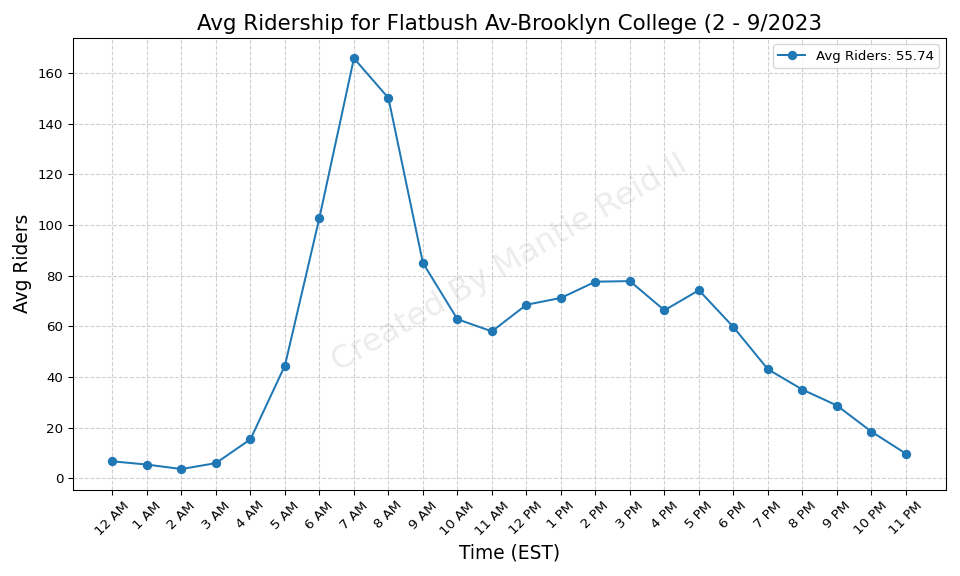 Avg Ridership for Flatbush Av-Brooklyn College (2 - 9/2023
Avg Riders: 55.74
Avg Riders
160
140
120
100
80
60
40
20
0
Created By Mantie Reid II
12 AM
1 AM
2 AM
3 AM
4 AM
5 AM
6 AM
7 AM
8 AM
9 AM
10 AM
11 AM
12 PM
1 PM
2 PM
3 PM
4 PM
5 PM
6 PM
7 PM
8 PM
9 PM
10 PM
11 PM
Time (EST)